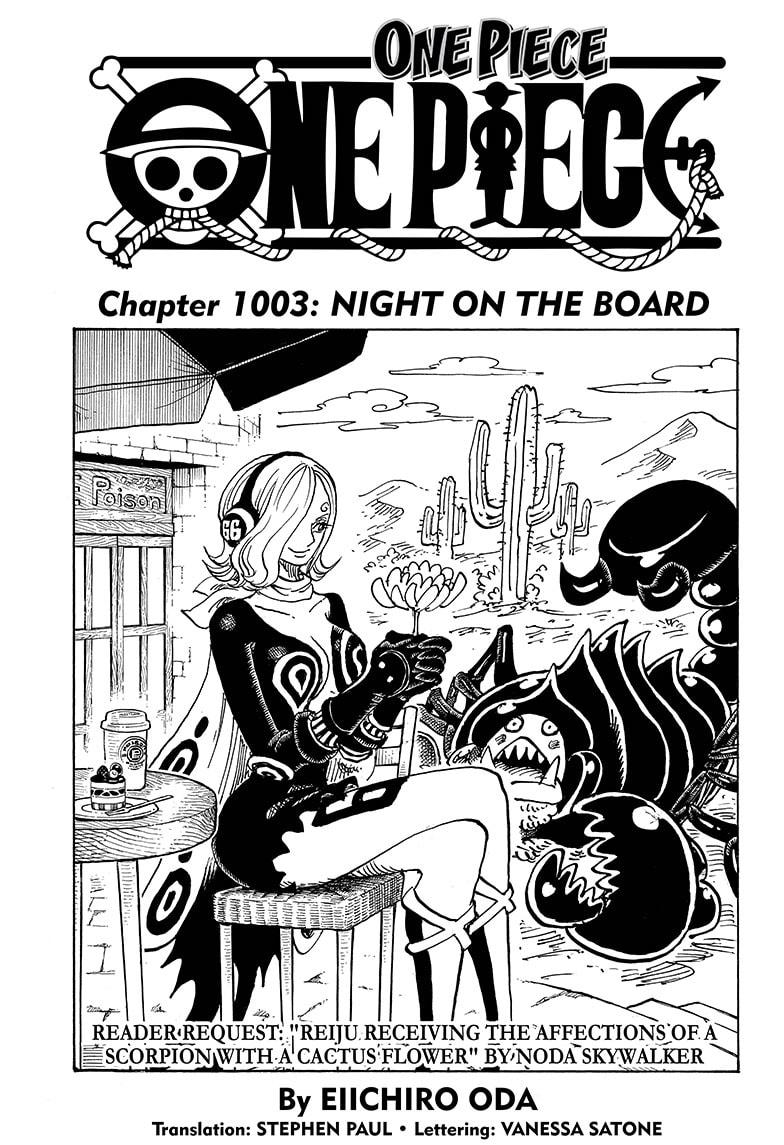 ONE PIECE
ONE PIECE
Chapter 1003: NIGHT ON THE BOARD
Poison
66
READER REQUEST: "REIJU RECEIVING THE AFFECTIONS OF A
SCORPION WITH A CACTUS FLOWER" BY NODA SKYWALKER
By EIICHIRO ODA
Translation: STEPHEN PAUL • Lettering: VANESSA SATONE